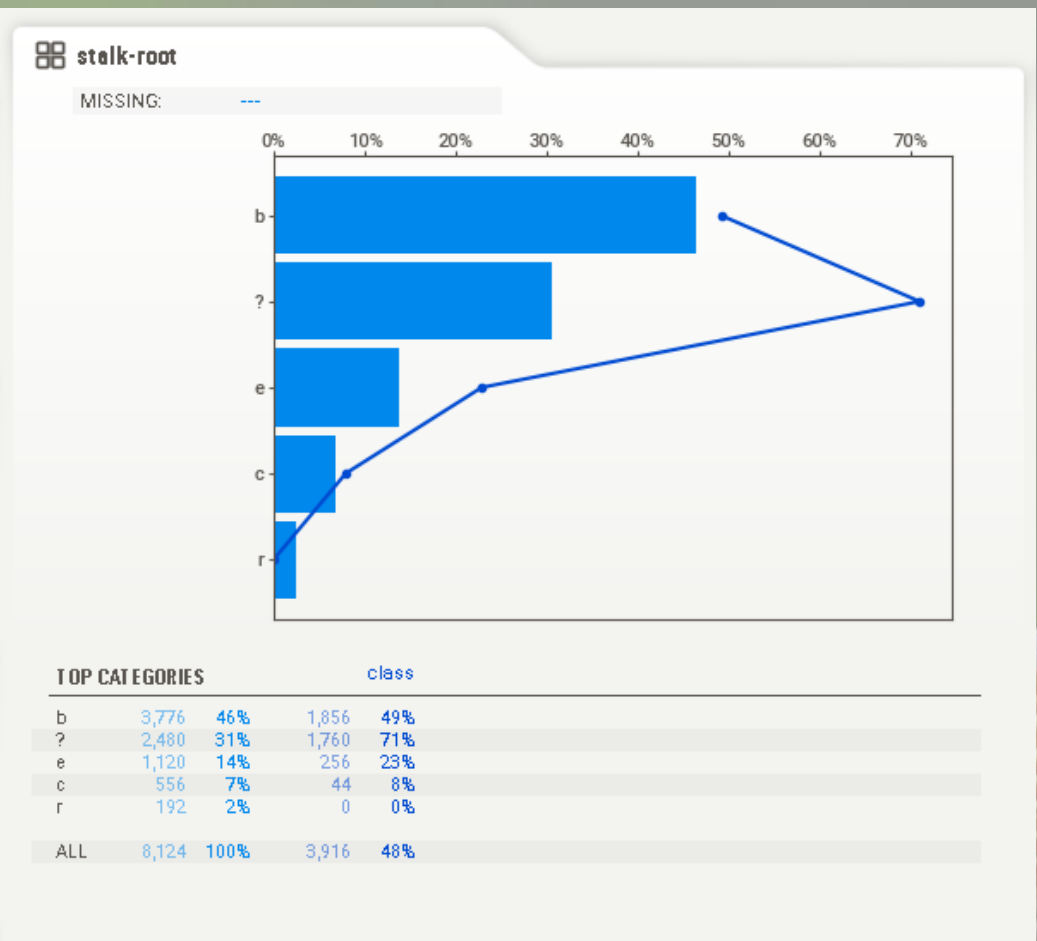 stalk-root
MISSING: ---
0% 10% 20% 30% 40% 50% 60% 70%
b
?
e
c
r
TOP CATEGORIES class
b 3,776 46% 1,856 49%
? 2,480 31% 1,760 71%
e 1,120 14% 256 23%
c 556 7% 44 8%
r 192 2% 0 0%
ALL 8,124 100% 3,916 48%